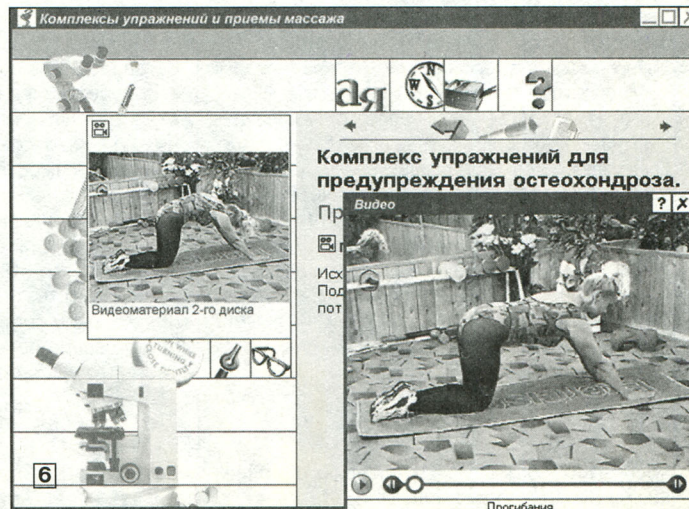 Комплексы упражнений и приемы массажа
ая
N
W
S
?
Комплекс упражнений для
предупреждения остеохондроза.
Пр
Видео
? X
Исх
Под
пот
Видеоматериал 2-го диска
TURNING
6
Прогибания